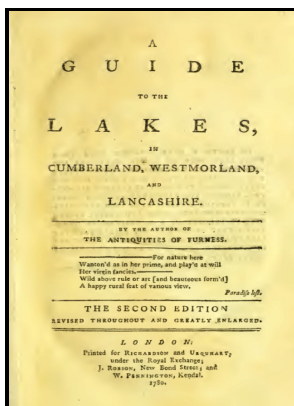 A
GUIDE
TO THE
LAKES,
IN
CUMBERLAND, WESTMORLAND,
AND
LANCASHIRE.
BY THE AUTHOR OF
THE ANTIQUITIES OF FURNESS.
For nature here
Wanton'd as in her prime, and play'd at will
Her virgin fancies.
Wild above rule or art [and beauteous form'd]
A happy rural seat of various view.
Paradise lost.
THE SECOND EDITION
REVISED THROUGHOUT AND GREATLY ENLARGED.
LONDON:
Printed for RICHARDSON and URQUHART,
under the Royal Exchange;
J. ROBSON, New Bond Street; and
W. PENNINGTON, Kendal.
1780.